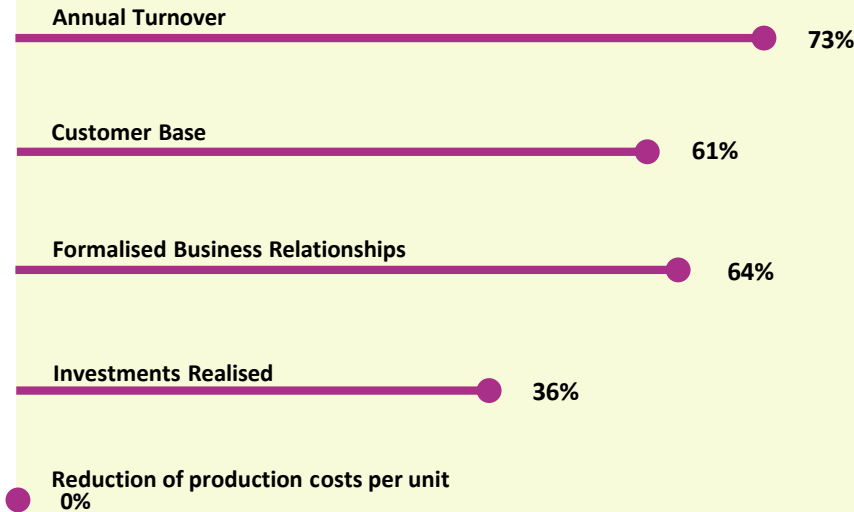 Annual Turnover
73%
Customer Base
61%
Formalised Business Relationships
64%
Investments Realised
36%
Reduction of production costs per unit
0%